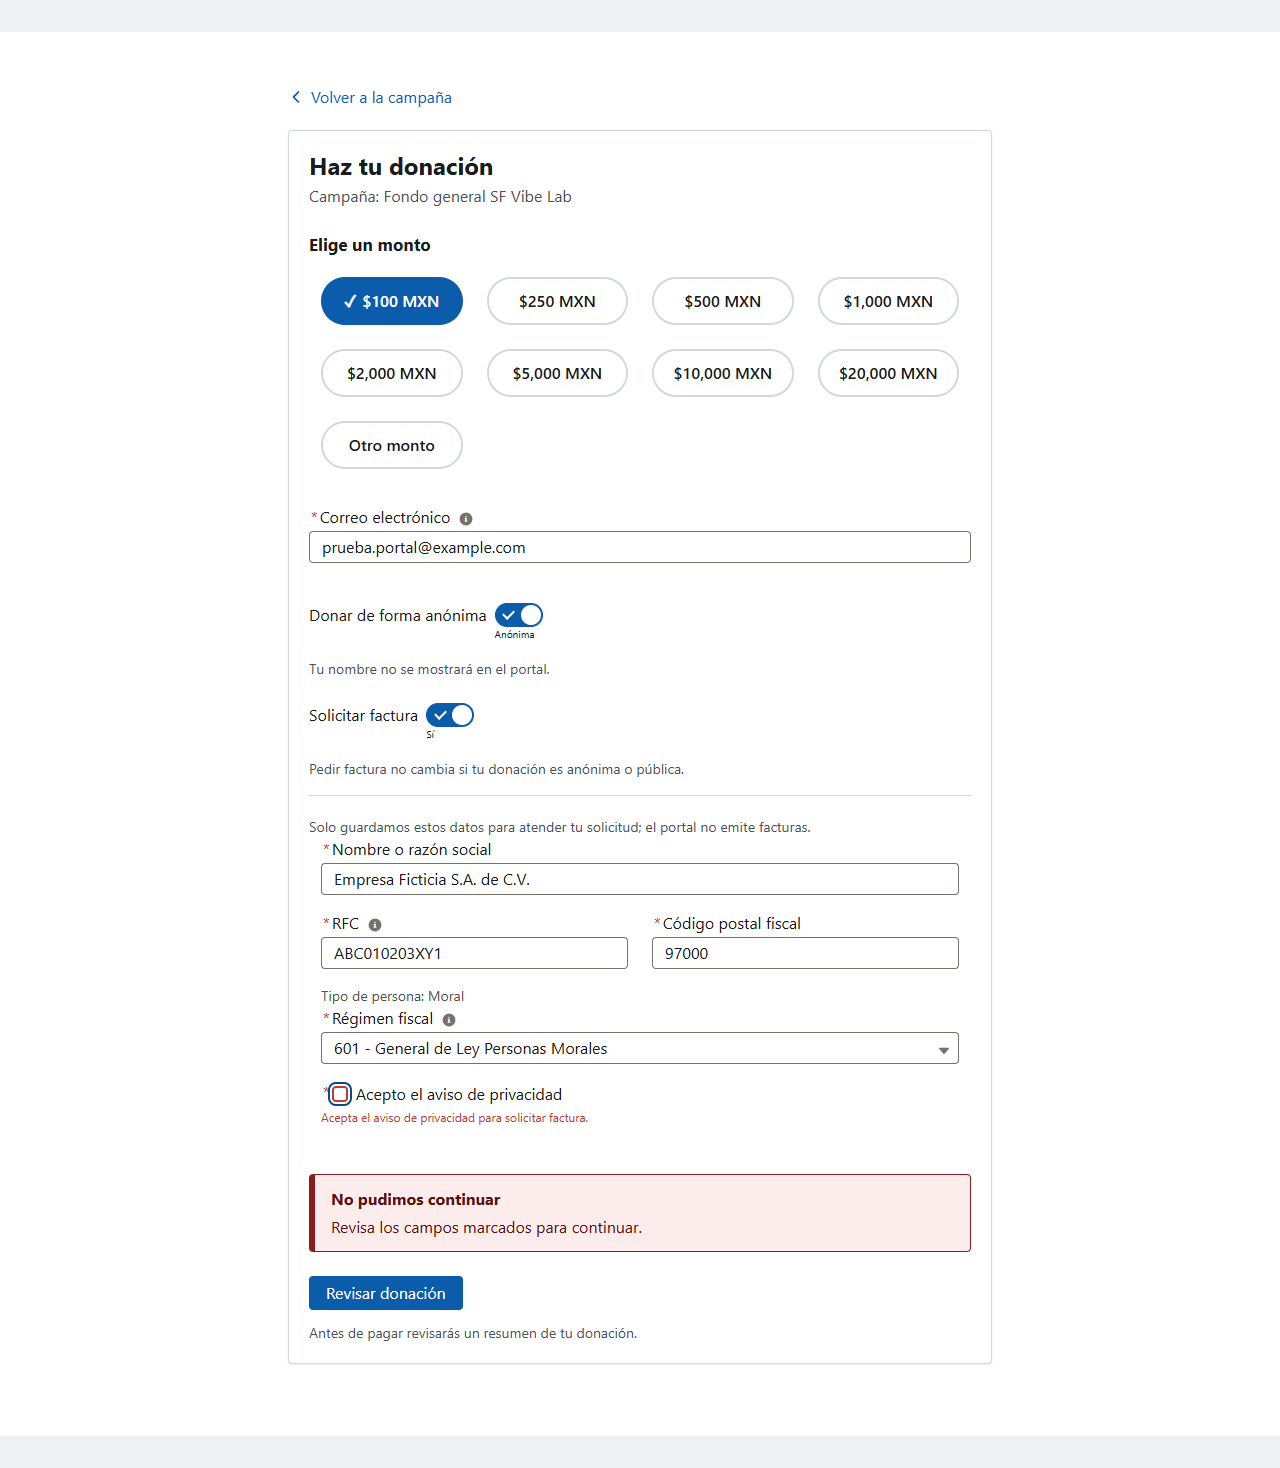 Volver a la campaña
Haz tu donación
Campaña: Fondo general SF Vibe Lab
Elige un monto
✓ $100 MXN
$250 MXN
$500 MXN
$1,000 MXN
$2,000 MXN
$5,000 MXN
$10,000 MXN
$20,000 MXN
Otro monto
*Correo electrónico
prueba.portal@example.com
Donar de forma anónima
Anónima
Tu nombre no se mostrará en el portal.
Solicitar factura
Sí
Pedir factura no cambia si tu donación es anónima o pública.
Solo guardamos estos datos para atender tu solicitud; el portal no emite facturas.
*Nombre o razón social
Empresa Ficticia S.A. de C.V.
*RFC
*Código postal fiscal
ABC010203XY1
97000
Tipo de persona: Moral
*Régimen fiscal
601 - General de Ley Personas Morales
*Acepto el aviso de privacidad
Acepta el aviso de privacidad para solicitar factura.
No pudimos continuar
Revisa los campos marcados para continuar.
Revisar donación
Antes de pagar revisarás un resumen de tu donación.